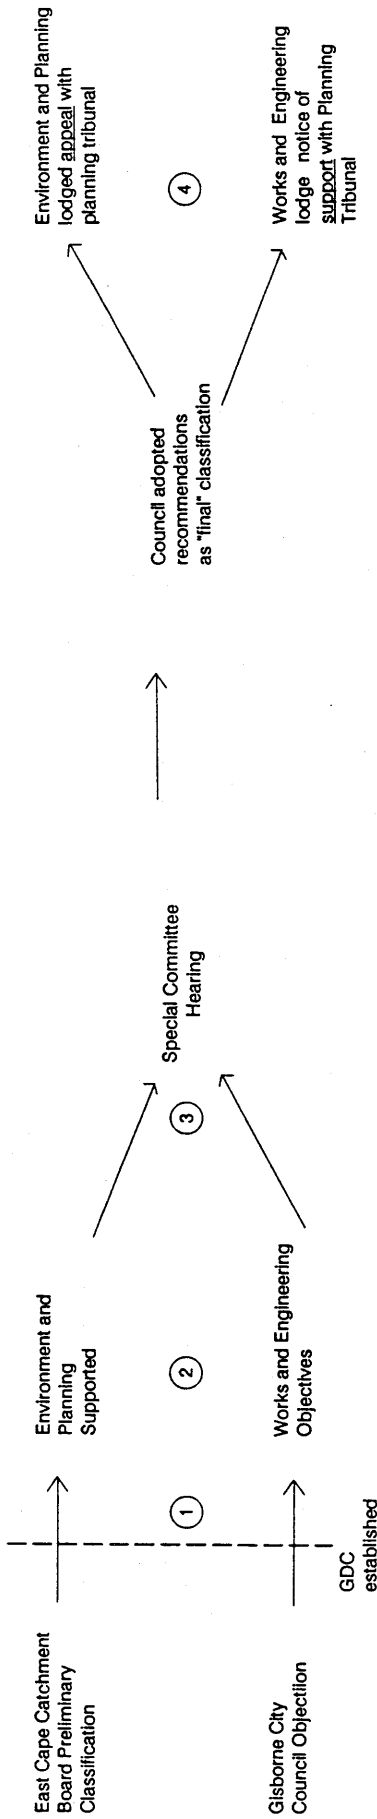 East Cape Catchment
Board Preliminary
Classification
Gisborne City
Council Objectiion
GDC
established
1
Environment and
Planning
Supported
2
Works and Engineering
Objectives
3
Special Committee
Hearing
Council adopted
recommendations
as "final" classification
Environment and Planning
lodged appeal with
planning tribunal
4
Works and Engineering
lodge notice of
support with Planning
Tribunal